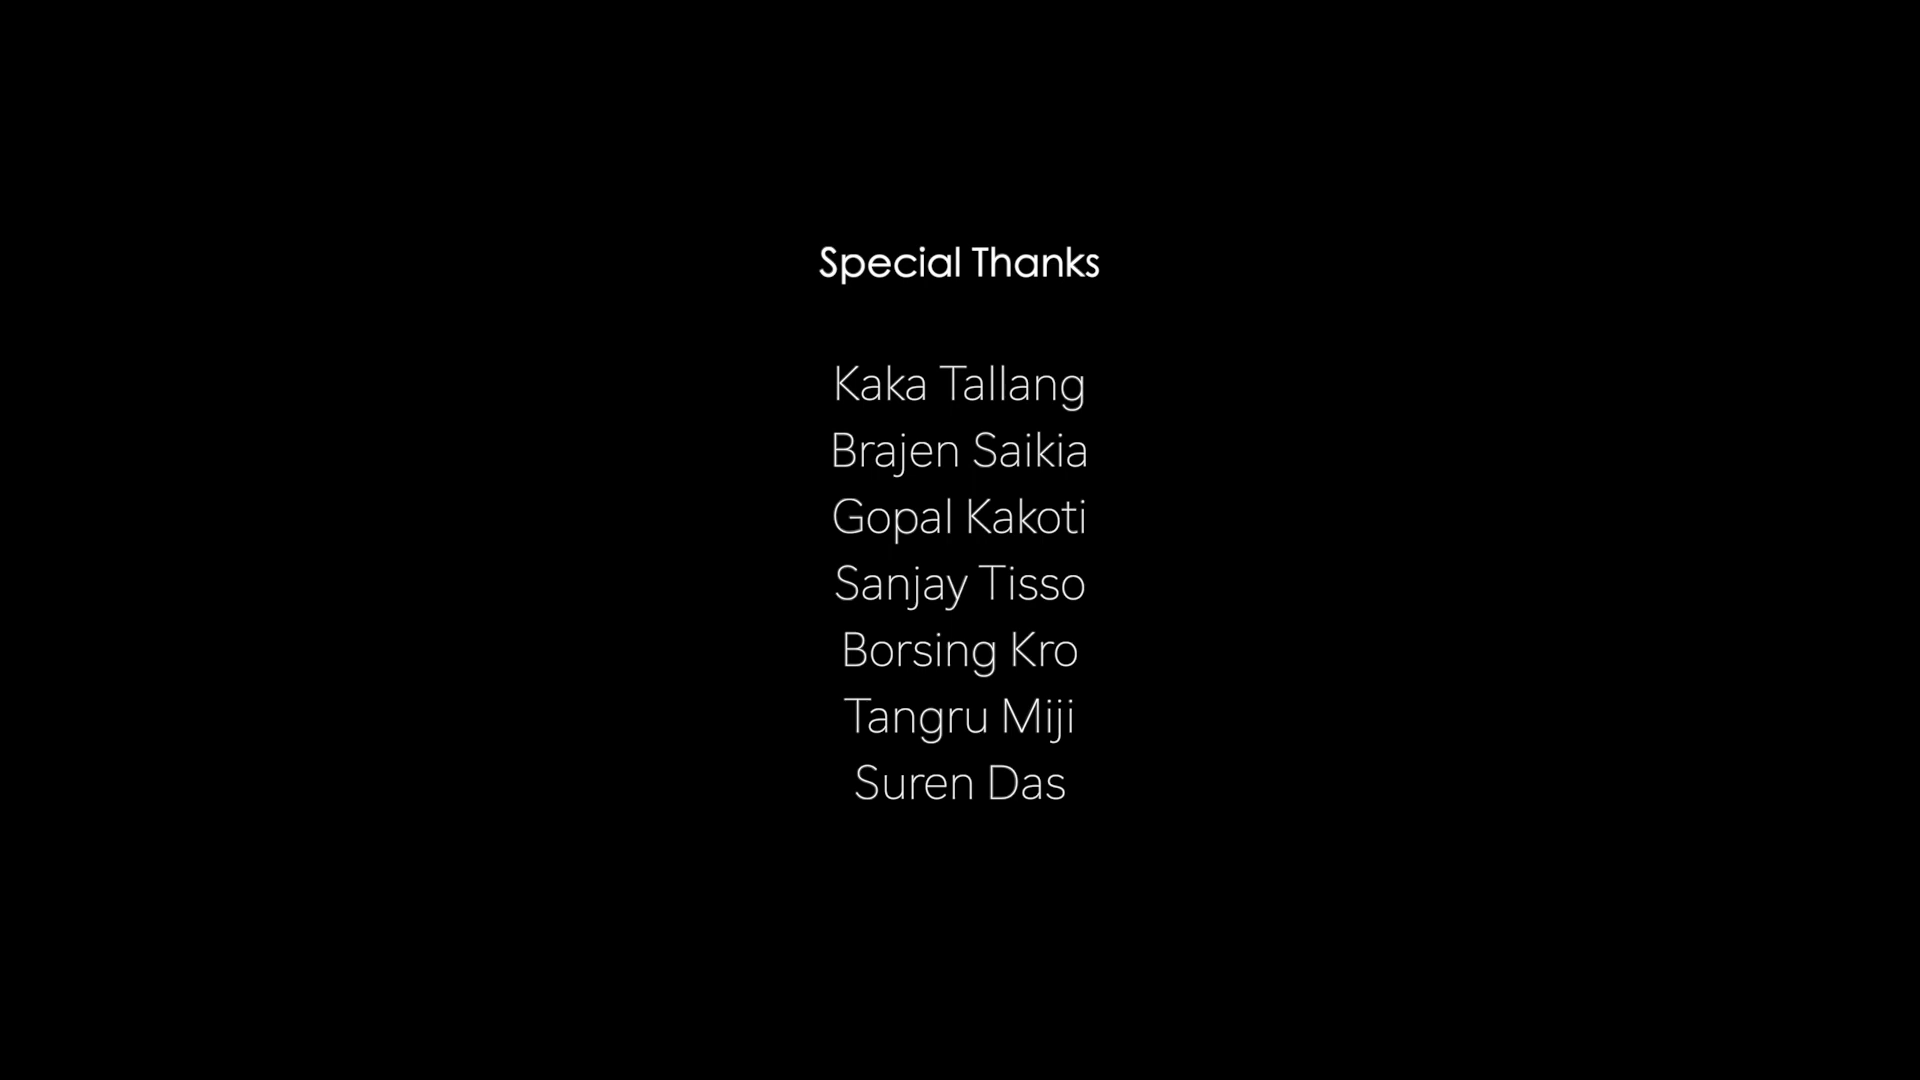 Special Thanks
Kaka Tallang
Brajen Saikia
Gopal Kakoti
Sanjay Tisso
Borsing Kro
Tangru Miji
Suren Das